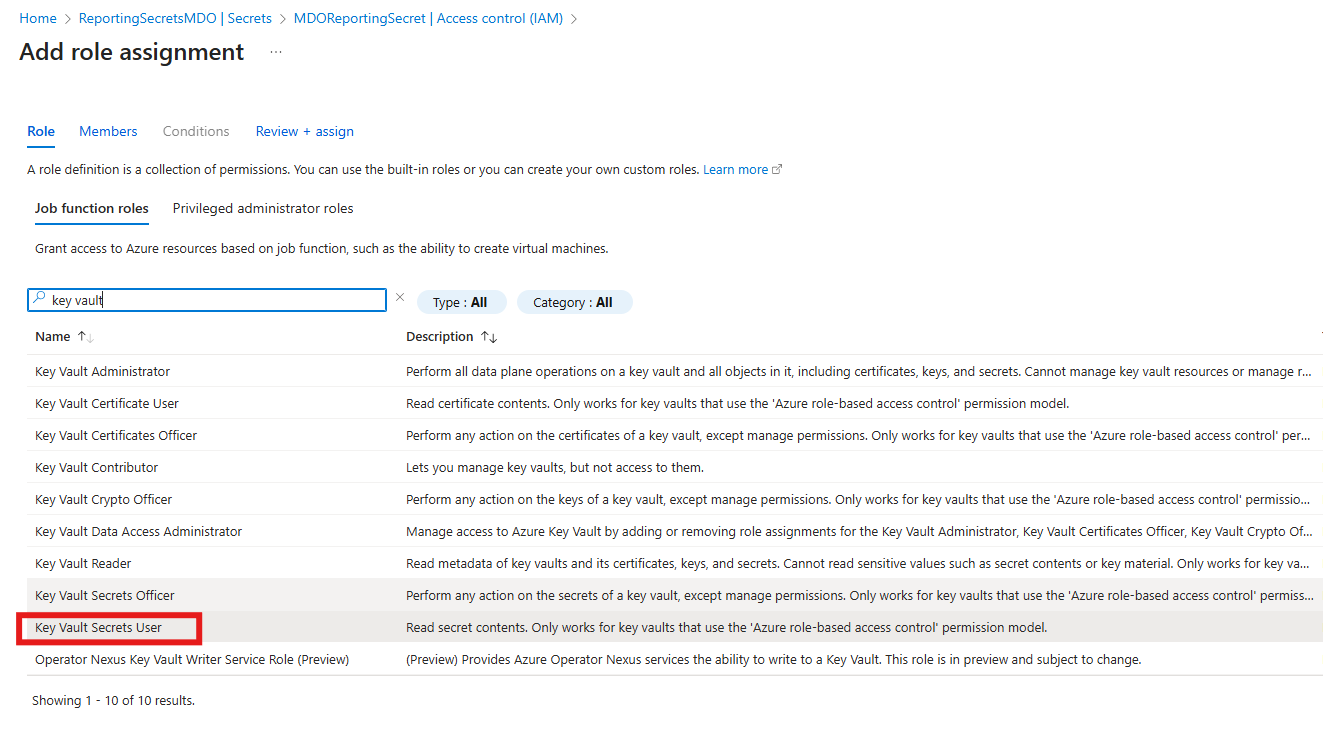 Home > ReportingSecretsMDO | Secrets > MDOReportingSecret | Access control (IAM) >
Add role assignment ...
Role Members Conditions Review + assign
A role definition is a collection of permissions. You can use the built-in roles or you can create your own custom roles. Learn more
Job function roles Privileged administrator roles
Grant access to Azure resources based on job function, such as the ability to create virtual machines.
key vault Type : All Category : All
Name ↑↓ Description ↑↓
Key Vault Administrator Perform all data plane operations on a key vault and all objects in it, including certificates, keys, and secrets. Cannot manage key vault resources or manage r...
Key Vault Certificate User Read certificate contents. Only works for key vaults that use the 'Azure role-based access control' permission model.
Key Vault Certificates Officer Perform any action on the certificates of a key vault, except manage permissions. Only works for key vaults that use the 'Azure role-based access control' per...
Key Vault Contributor Lets you manage key vaults, but not access to them.
Key Vault Crypto Officer Perform any action on the keys of a key vault, except manage permissions. Only works for key vaults that use the 'Azure role-based access control' permissio...
Key Vault Data Access Administrator Manage access to Azure Key Vault by adding or removing role assignments for the Key Vault Administrator, Key Vault Certificates Officer, Key Vault Crypto Of...
Key Vault Reader Read metadata of key vaults and its certificates, keys, and secrets. Cannot read sensitive values such as secret contents or key material. Only works for key va...
Key Vault Secrets Officer Perform any action on the secrets of a key vault, except manage permissions. Only works for key vaults that use the 'Azure role-based access control' permiss...
Key Vault Secrets User Read secret contents. Only works for key vaults that use the 'Azure role-based access control' permission model.
Operator Nexus Key Vault Writer Service Role (Preview) (Preview) Provides Azure Operator Nexus services the ability to write to a Key Vault. This role is in preview and subject to change.
Showing 1 - 10 of 10 results.